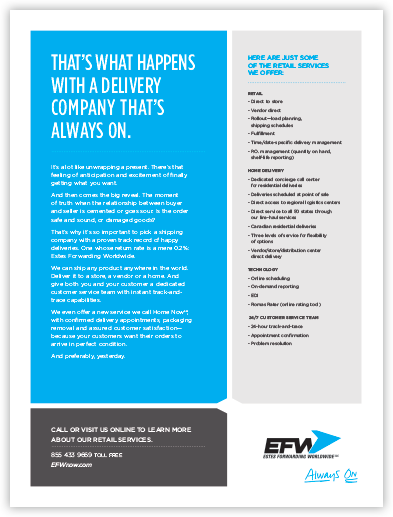 THAT'S WHAT HAPPENS
WITH A DELIVERY
COMPANY THAT'S
ALWAYS ON.
It's a lot like unwrapping a present. There's that
feeling of anticipation and excitement of finally
getting what you want.
And then comes the big reveal. The moment
of truth when the relationship between buyer
and seller is cemented or goes sour. Is the order
safe and sound, or damaged goods?
That's why it's so important to pick a shipping
company with a proven track record of happy
deliveries. One whose return rate is a mere 0.2%:
Estes Forwarding Worldwide.
We can ship any product anywhere in the world.
Deliver it to a store, a vendor or a home. And
give both you and your customer a dedicated
customer service team with instant track-and-
trace capabilities.
We even offer a new service we call Home Now℠,
with confirmed delivery appointments, packaging
removal and assured customer satisfaction—
because your customers want their orders to
arrive in perfect condition.
And preferably, yesterday.
HERE ARE JUST SOME
OF THE RETAIL SERVICES
WE OFFER:
RETAIL
• Direct to store
• Vendor direct
• Rollout—load planning,
shipping schedules
• Fulfillment
• Time/date-specific delivery management
• P.O. management (quantity on hand,
shelf-life reporting)
HOME DELIVERY
• Dedicated concierge call center
for residential deliveries
• Deliveries scheduled at point of sale
• Direct access to regional logistics centers
• Direct service to all 50 states through
our line-haul services
• Canadian residential deliveries
• Three levels of service for flexibility
of options
• Vendor/store/distribution center
direct delivery
TECHNOLOGY
• Online scheduling
• On-demand reporting
• EDI
• Romas Rater (online rating tool)
24/7 CUSTOMER SERVICE TEAM
• 24-hour track-and-trace
• Appointment confirmation
• Problem resolution
CALL OR VISIT US ONLINE TO LEARN MORE
ABOUT OUR RETAIL SERVICES.
855 433 9669 TOLL FREE
EFWnow.com
EFW
ESTES FORWARDING WORLDWIDE
Always On